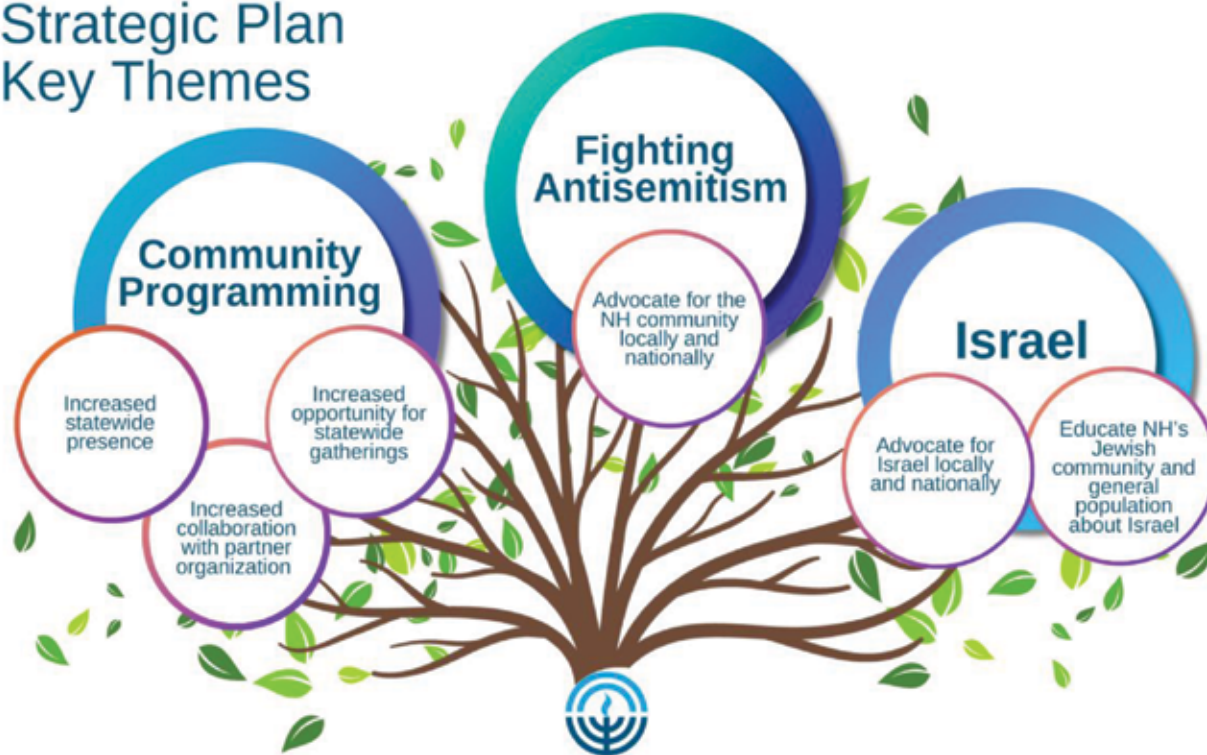 Strategic Plan
Key Themes
Community
Programming
Increased
statewide
presence
Increased
collaboration
with partner
organization
Increased
opportunity for
statewide
gatherings
Fighting
Antisemitism
Advocate for the
NH community
locally and
nationally
Israel
Advocate for
Israel locally
and nationally
Educate NH's
Jewish
community and
general
population
about Israel